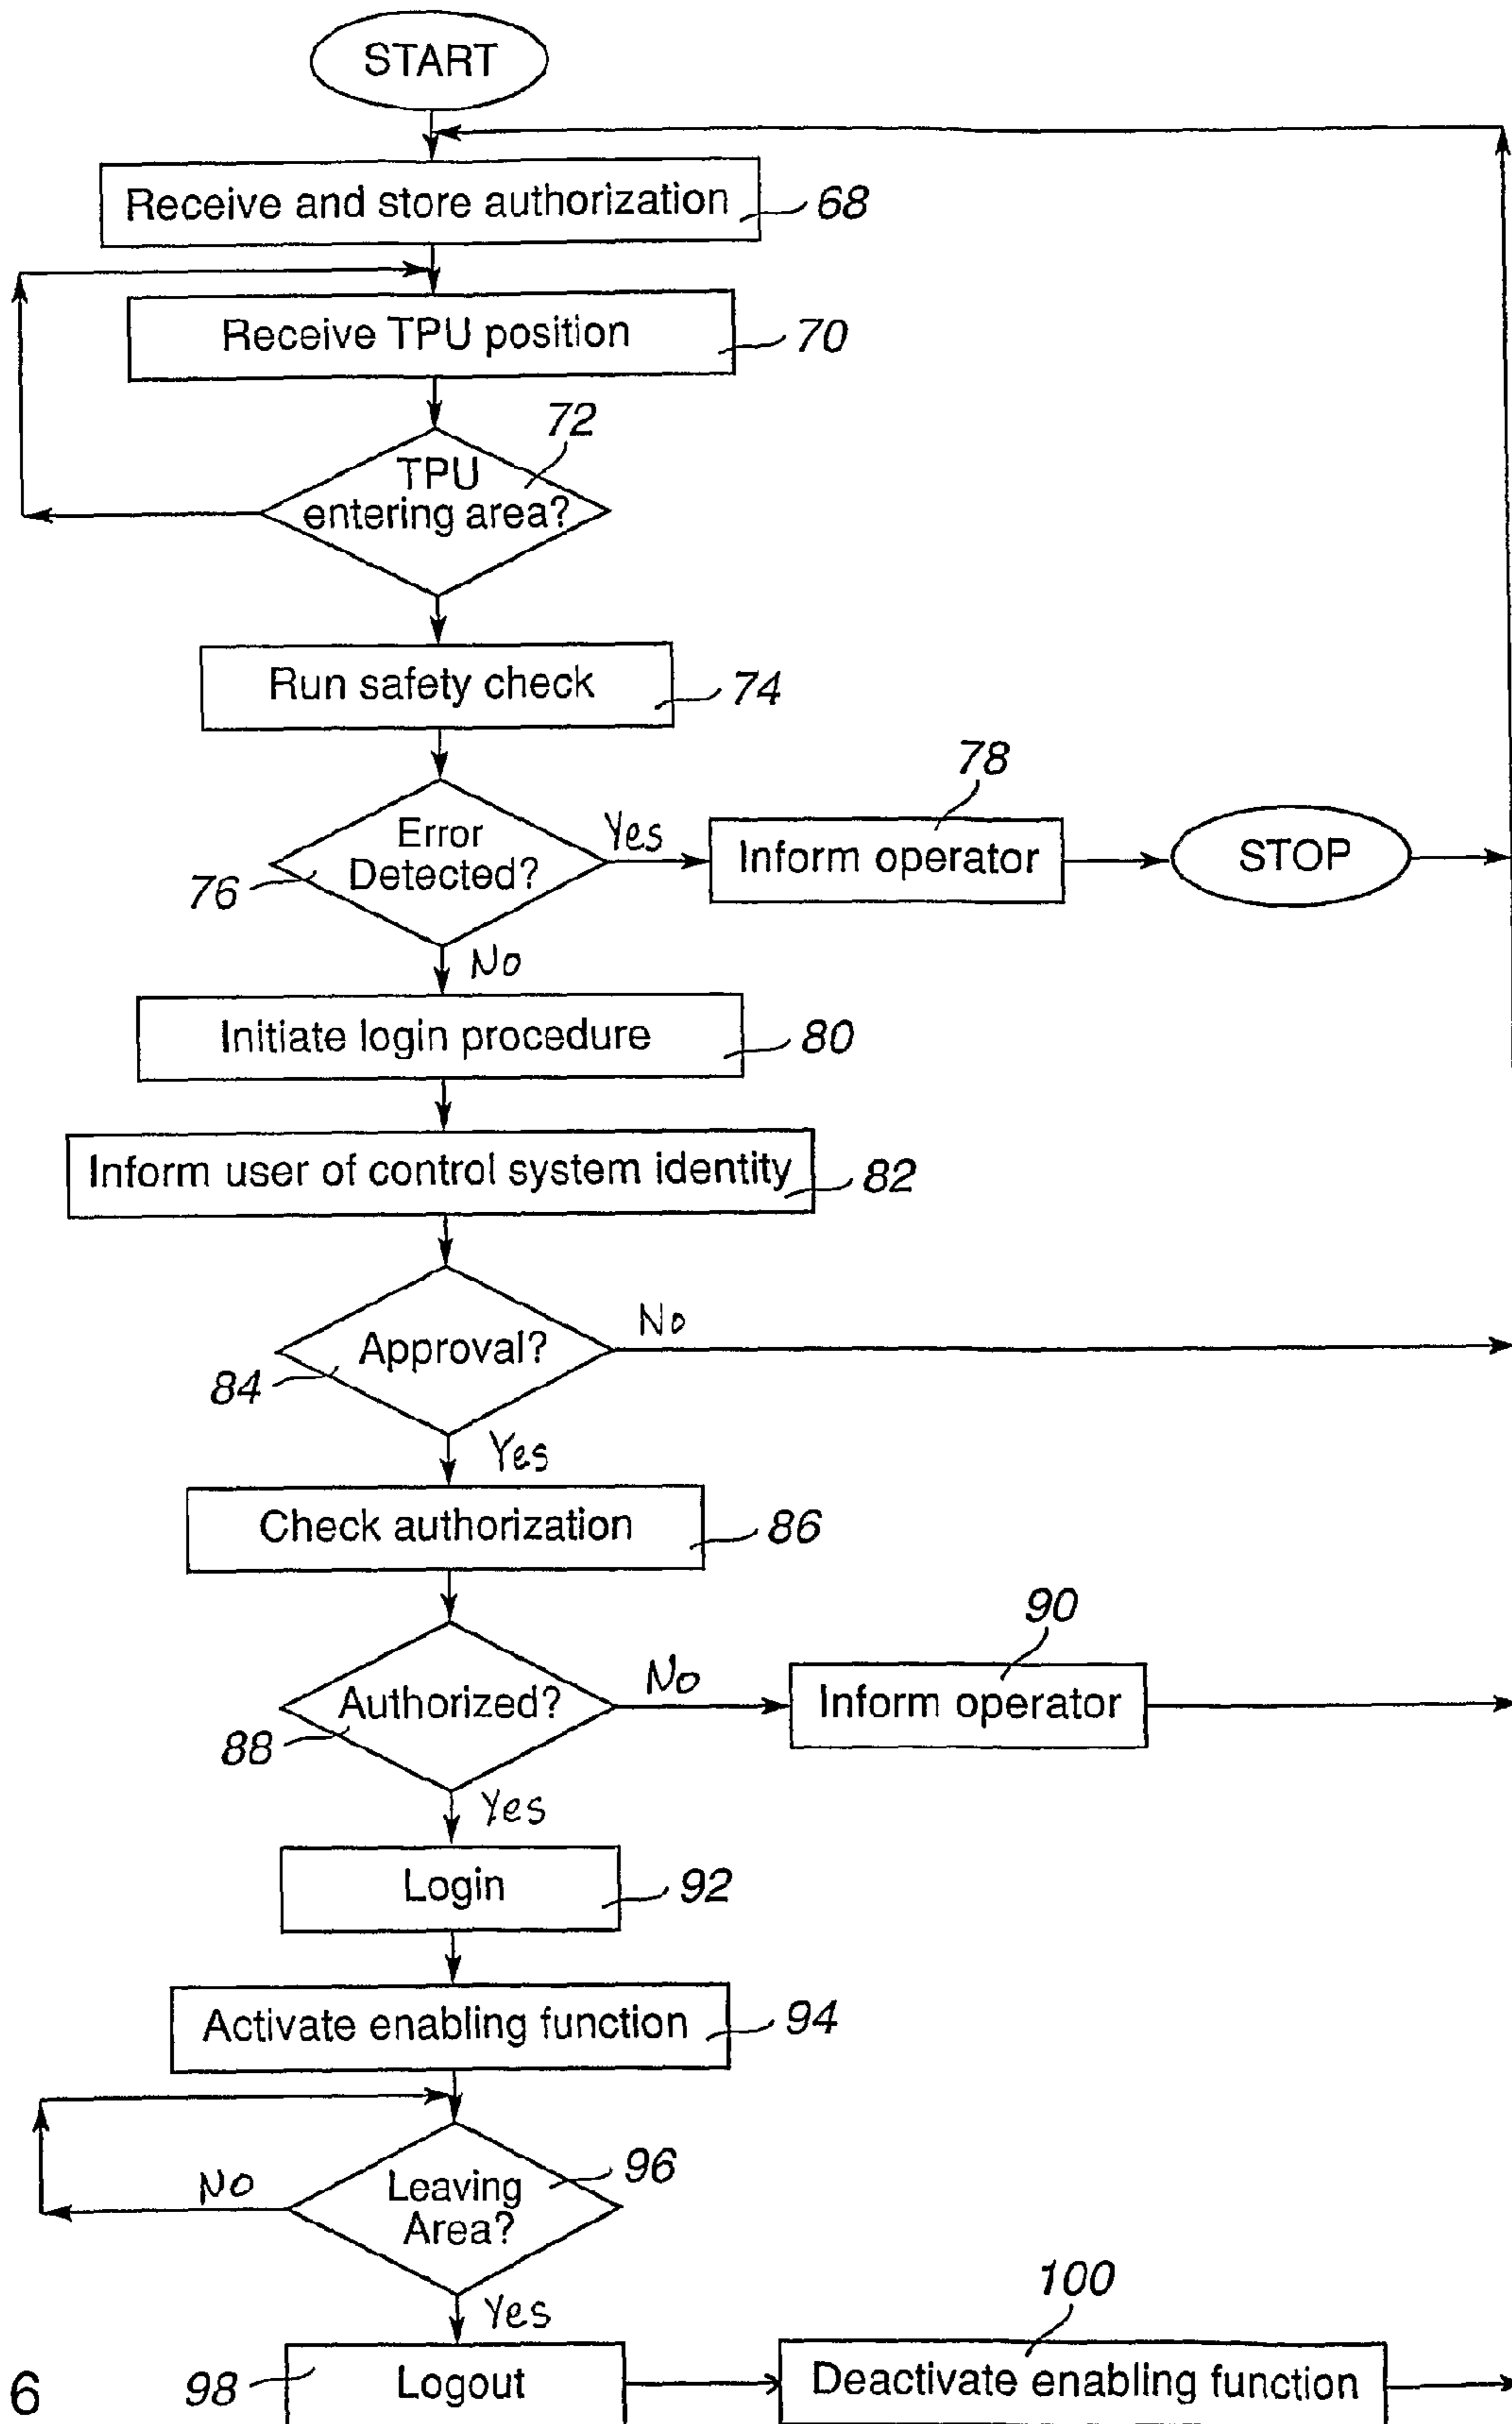 START
Receive and store authorization 68
Receive TPU position 70
72
TPU
entering area?
Run safety check 74
78
Error
Detected?
76
Yes
Inform operator
STOP
No
Initiate login procedure 80
Inform user of control system identity 82
No
Approval?
84
Yes
Check authorization 86
90
Authorized?
88
No
Inform operator
Yes
Login 92
Activate enabling function 94
96
No
Leaving
Area?
100
Yes
6
98
Logout
Deactivate enabling function